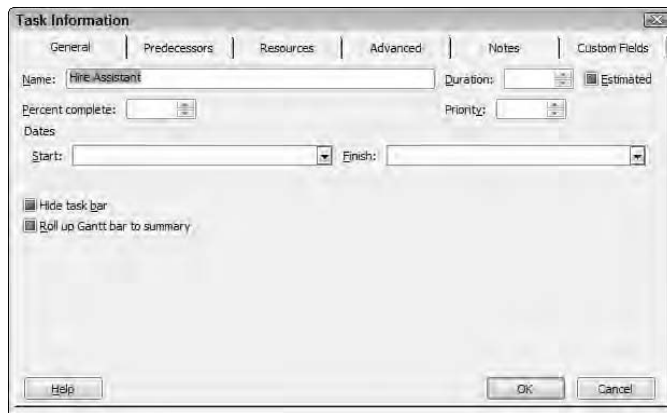 Task Information
General Predecessors Resources Advanced Notes Custom Fields
Name: Hire Assistant Duration: Estimated
Percent complete: Priority:
Dates
Start: Finish:
Hide task bar
Roll up Gantt bar to summary
Help OK Cancel